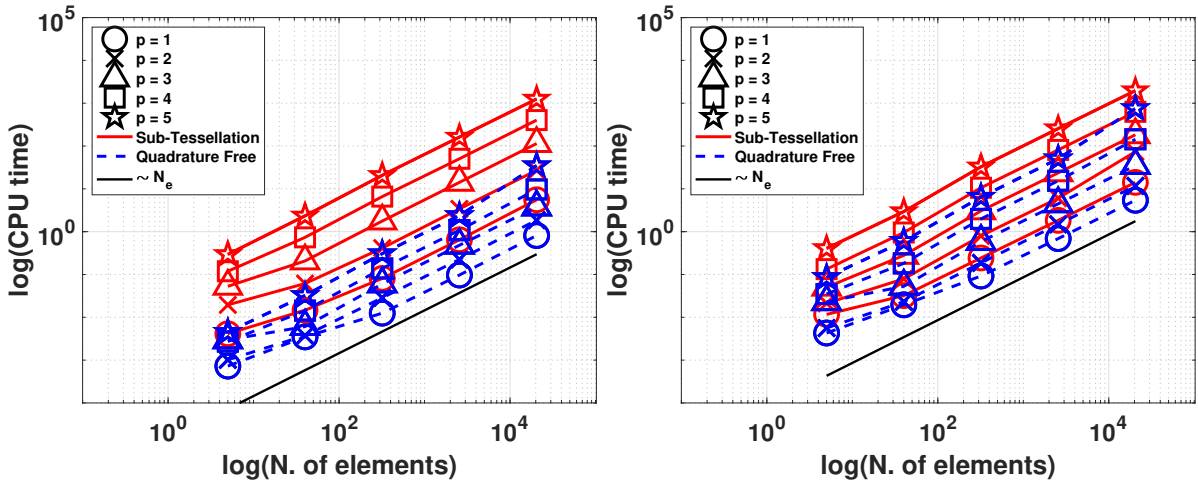 10^5
p = 1
p = 2
p = 3
p = 4
p = 5
Sub-Tessellation
Quadrature Free
~ N_e
log(CPU time)
10^0
10^0
10^2
10^4
log(N. of elements)
10^5
p = 1
p = 2
p = 3
p = 4
p = 5
Sub-Tessellation
Quadrature Free
~ N_e
log(CPU time)
10^0
10^0
10^2
10^4
log(N. of elements)